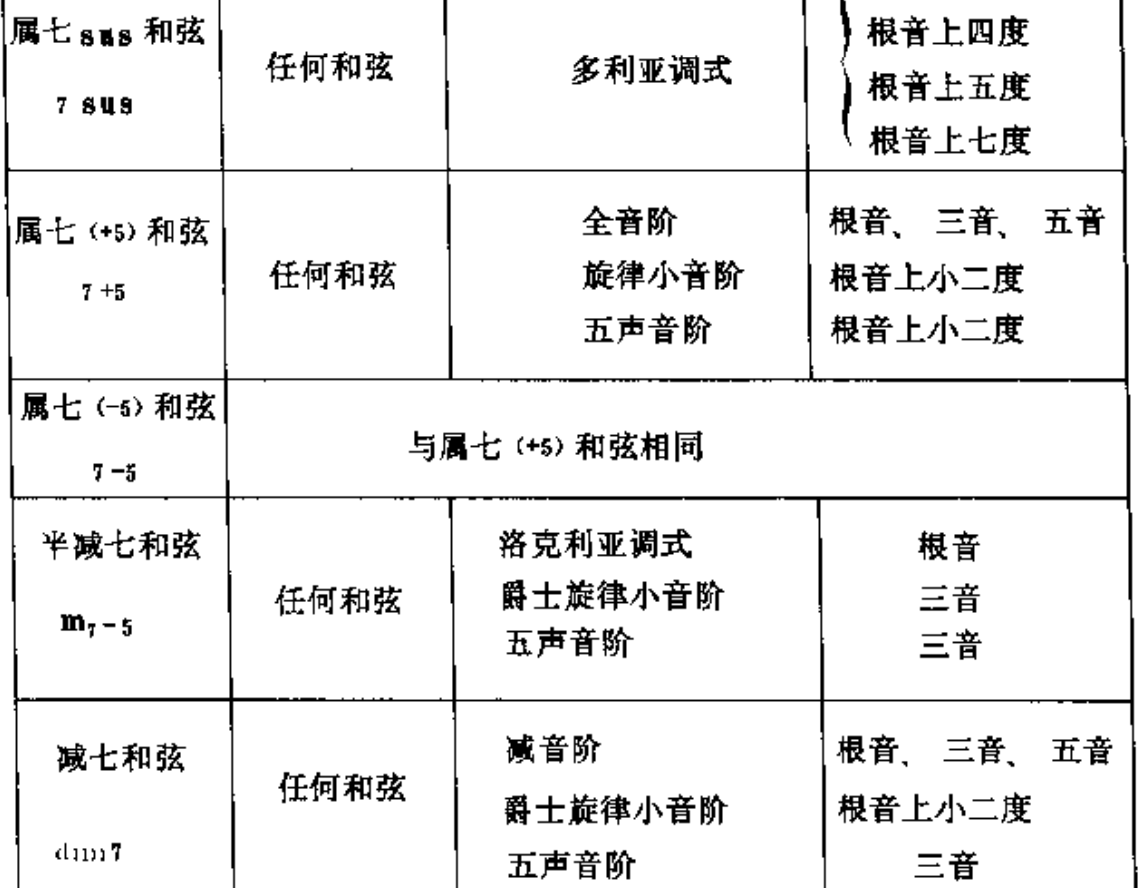 属七sus 和弦
7 sus
任何和弦
多利亚调式
根音上四度
根音上五度
根音上七度
属七(+5)和弦
7 +5
任何和弦
全音阶
旋律小音阶
五声音阶
根音、三音、五音
根音上小二度
根音上小二度
属七(-5)和弦
7 -5
与属七(+5)和弦相同
半减七和弦
m7-5
任何和弦
洛克利亚调式
爵士旋律小音阶
五声音阶
根音
三音
三音
减七和弦
dim7
任何和弦
减音阶
爵士旋律小音阶
五声音阶
根音、三音、五音
根音上小二度
三音